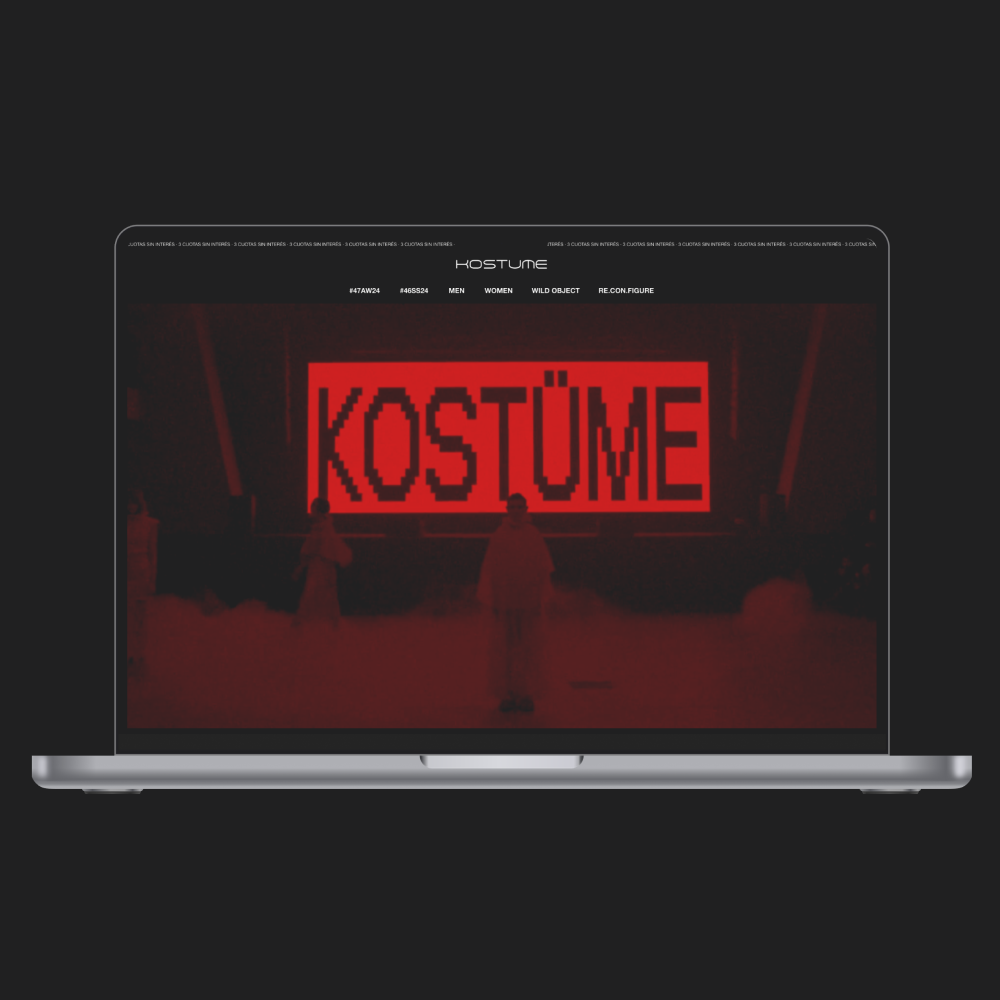 CUOTAS SIN INTERÉS · 3 CUOTAS SIN INTERÉS · 3 CUOTAS SIN INTERÉS · 3 CUOTAS SIN INTERÉS · 3 CUOTAS SIN INTERÉS · 3 CUOTAS SIN INTERÉS
TERÉS · 3 CUOTAS SIN INTERÉS · 3 CUOTAS SIN INTERÉS · 3 CUOTAS SIN INTERÉS · 3 CUOTAS SIN INTERÉS · 3 CUOTAS SIN INTERÉS · 3 CUOTAS SIN
KOSTUME
#47AW24 #46SS24 MEN WOMEN WILD OBJECT RE.CON.FIGURE
KOSTÜME